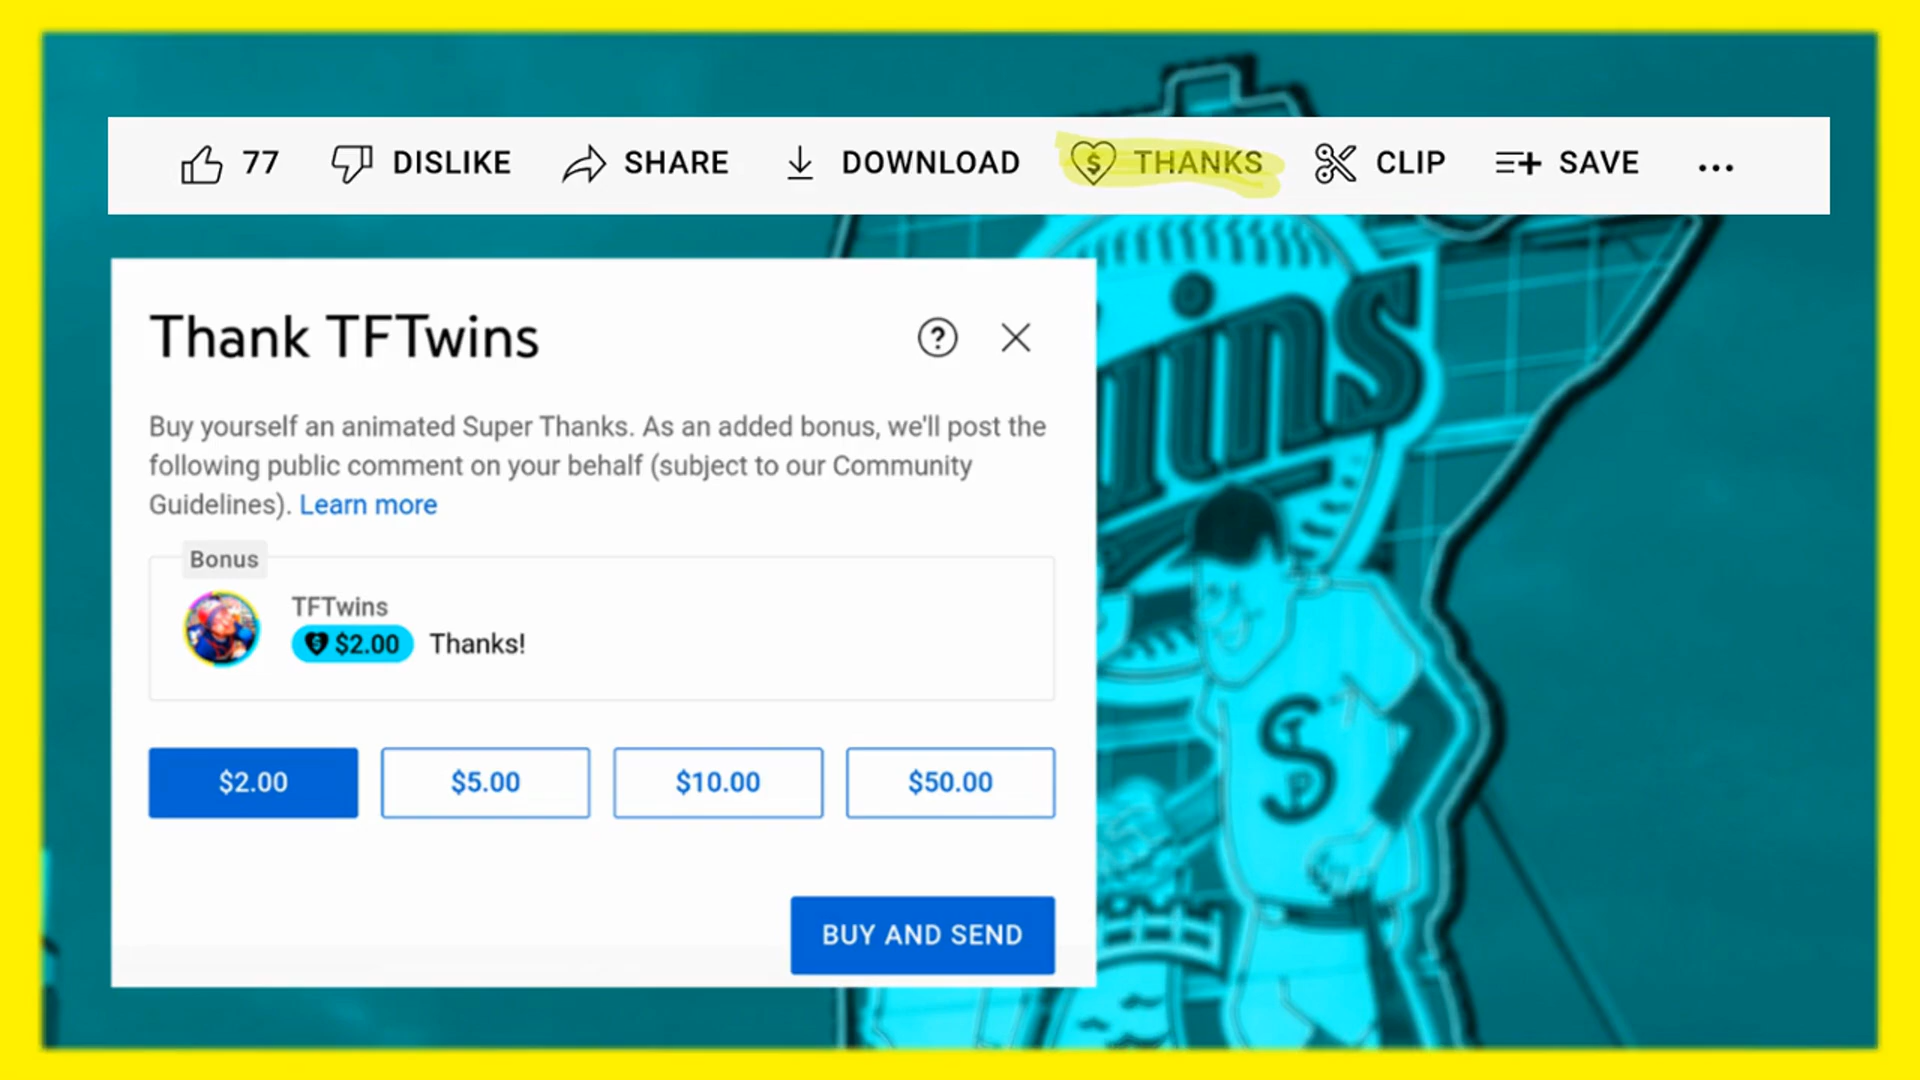 77 DISLIKE SHARE DOWNLOAD THANKS CLIP SAVE ...
Thank TFTwins
Buy yourself an animated Super Thanks. As an added bonus, we'll post the
following public comment on your behalf (subject to our Community
Guidelines). Learn more
Bonus
TFTwins
$2.00 Thanks!
$2.00 $5.00 $10.00 $50.00
BUY AND SEND